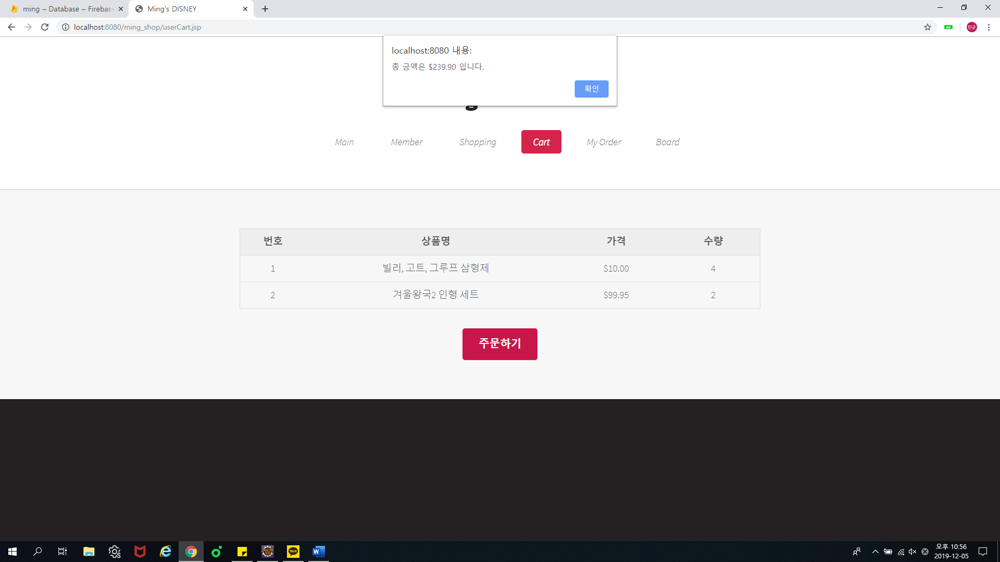 ming – Database – Firebase
Ming's DISNEY
localhost:8080/ming_shop/userCart.jsp
AC
민균
localhost:8080 내용:
총 금액은 $239.90 입니다.
확인
Main
Member
Shopping
Cart
My Order
Board
번호 상품명 가격 수량
1 빌리, 고트, 그루프 삼형제 $10.00 4
2 겨울왕국2 인형 세트 $99.95 2
주문하기
TALK
오후 10:56
2019-12-05